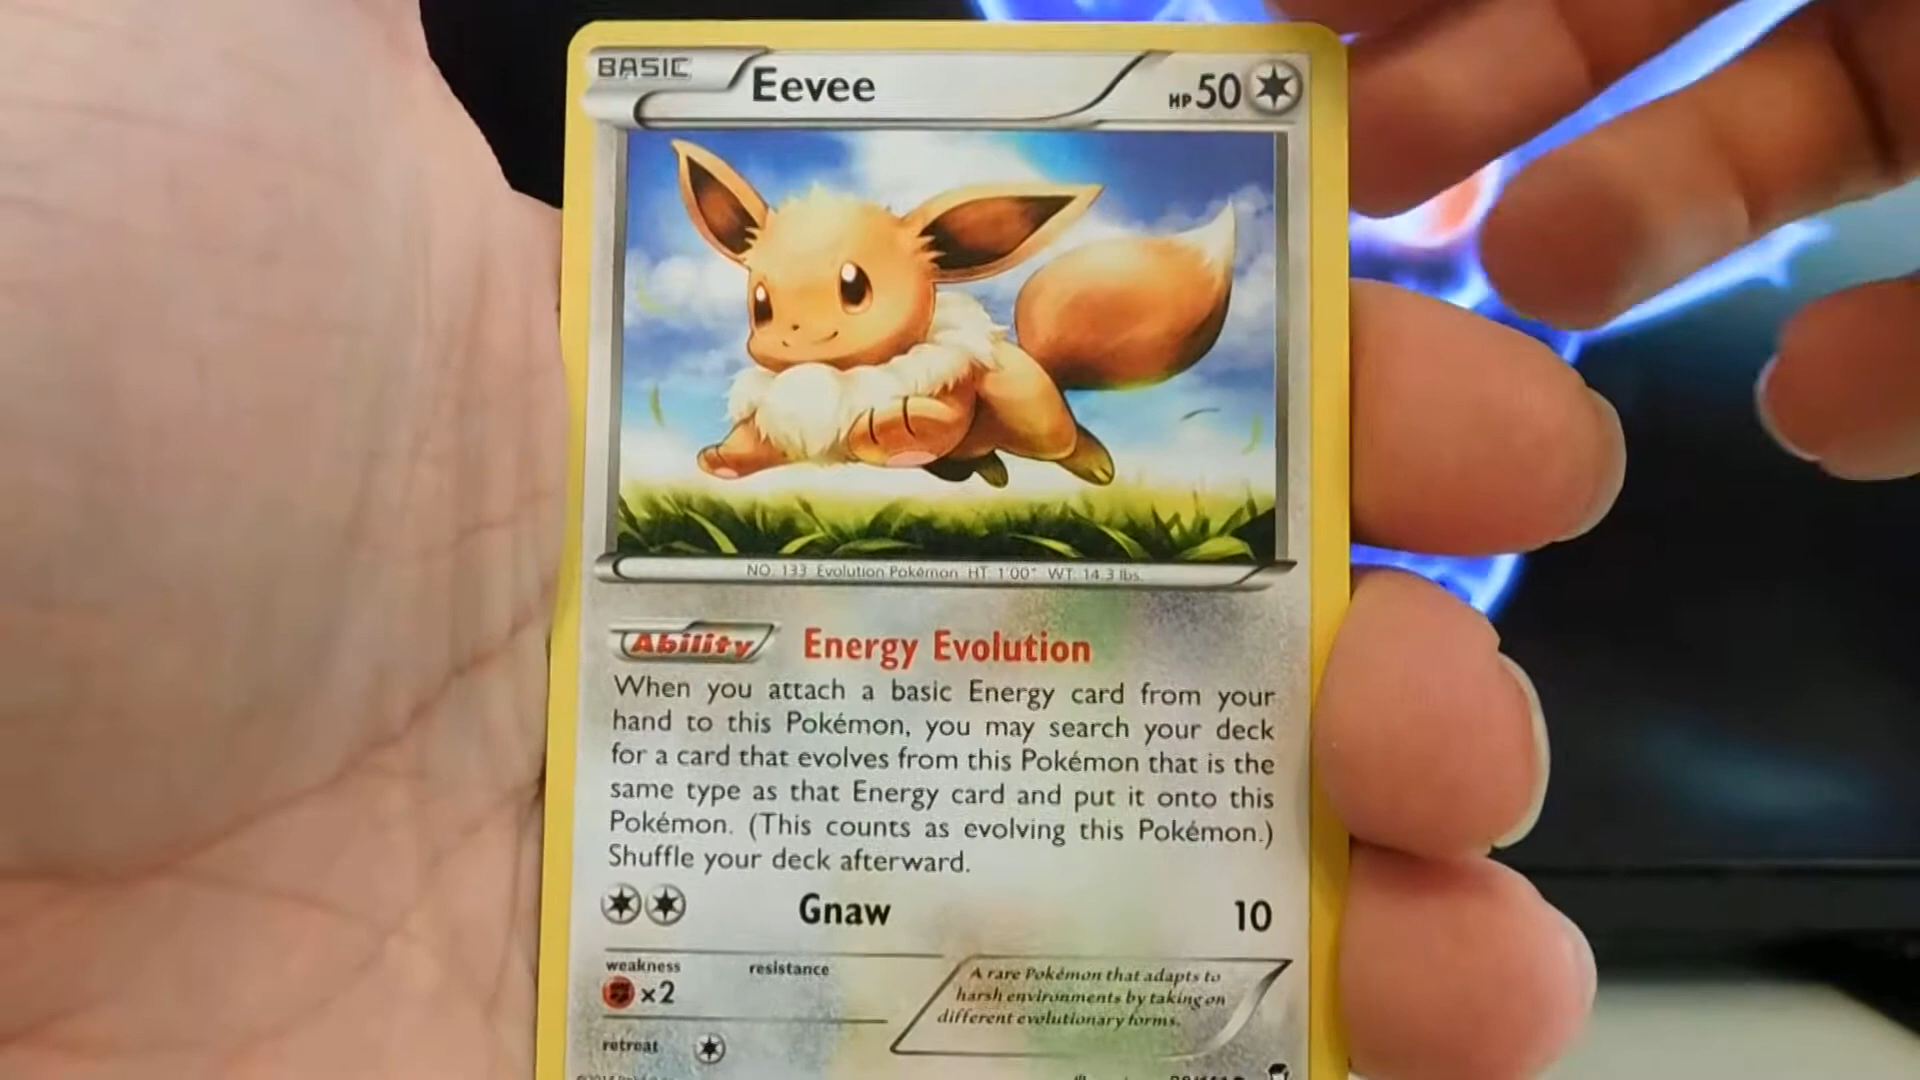 BASIC
Eevee
HP 50
NO. 133 Evolution Pokémon HT: 1'00" WT: 14.3 lbs.
Ability Energy Evolution
When you attach a basic Energy card from your
hand to this Pokémon, you may search your deck
for a card that evolves from this Pokémon that is the
same type as that Energy card and put it onto this
Pokémon. (This counts as evolving this Pokémon.)
Shuffle your deck afterward.
Gnaw 10
weakness resistance
×2
A rare Pokémon that adapts to
harsh environments by taking on
different evolutionary forms.
retreat